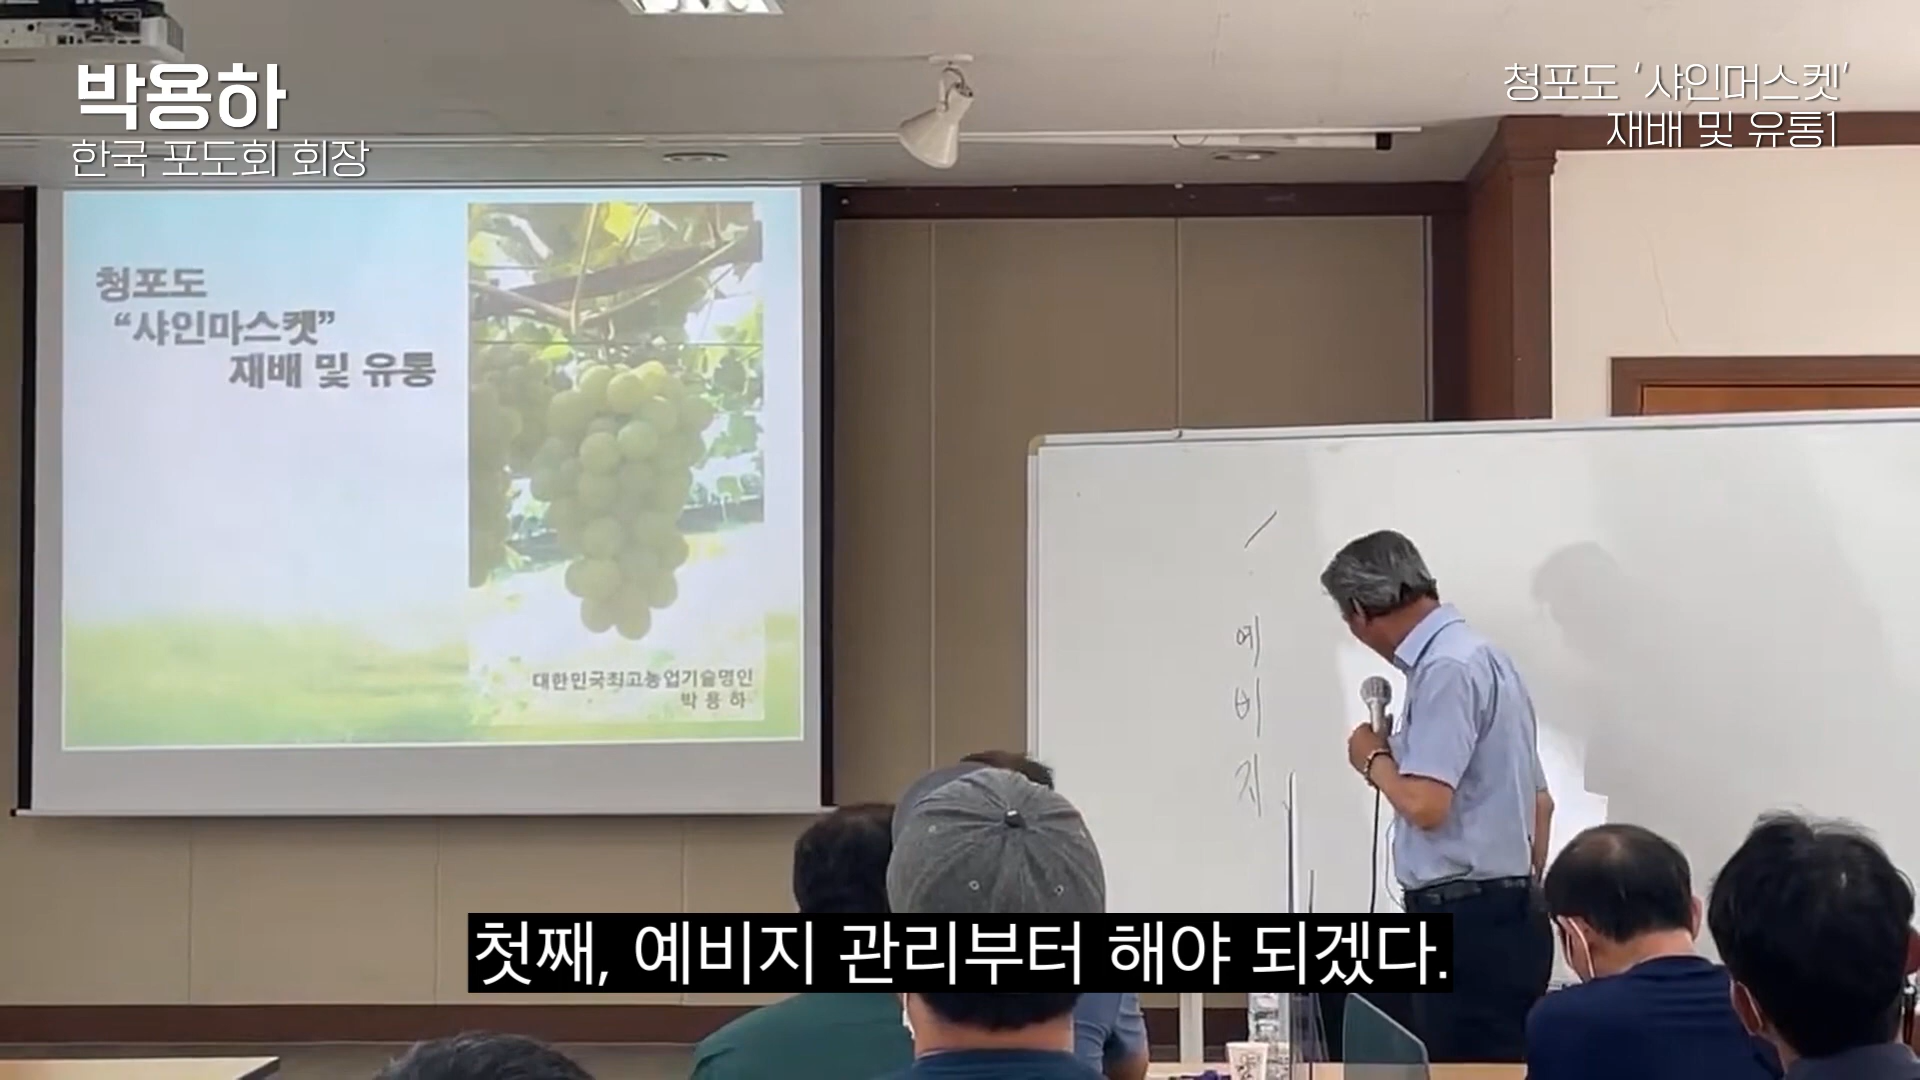 박용하
한국 포도회 회장
청포도 ‘샤인머스켓’
재배 및 유통1
청포도
“샤인마스켓”
재배 및 유통
대한민국최고농업기술명인
박 용 하
예
비
지
첫째, 예비지 관리부터 해야 되겠다.